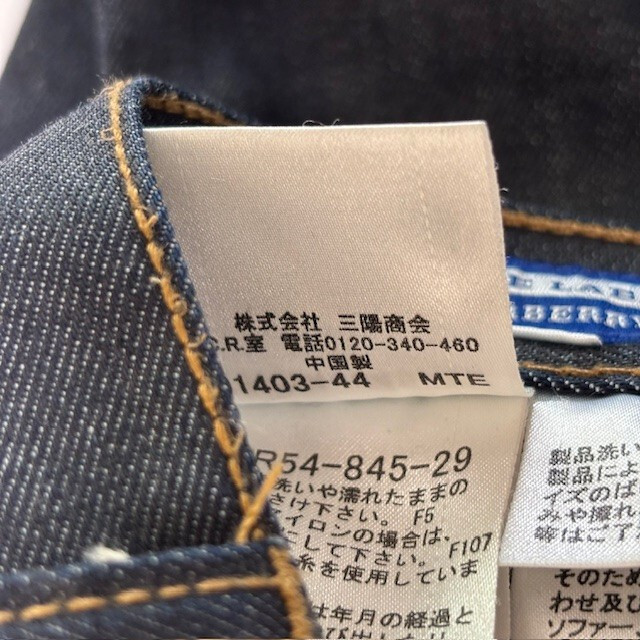 株式会社 三陽商会
C.R.室 電話0120-340-460
中国製
1403-44 MTE
E LAB
BERRY
R54-845-29
洗いや濡れたままの
さけ下さい。 F5
イロンの場合は、
して下さい。 F107
糸を使用していま
は年月の経過と
製品洗い
製品によ
イズのば
みや擦れ
等はご了
そのため
わせ及び
ソファー